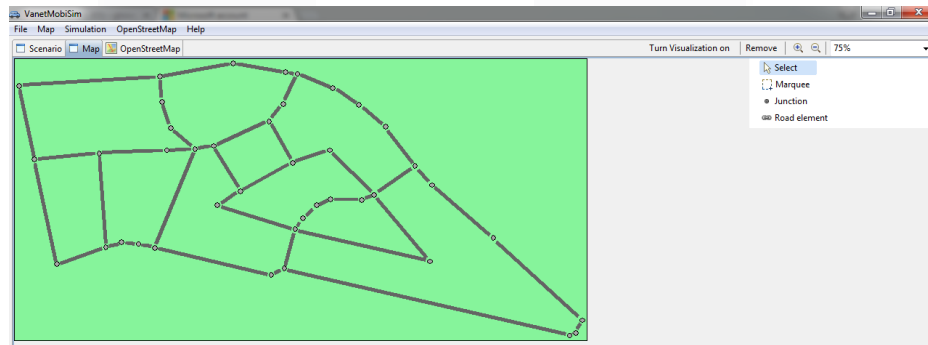 VanetMobiSim
File Map Simulation OpenStreetMap Help
Scenario Map OpenStreetMap Turn Visualization on Remove 75%
Select
Marquee
Junction
Road element